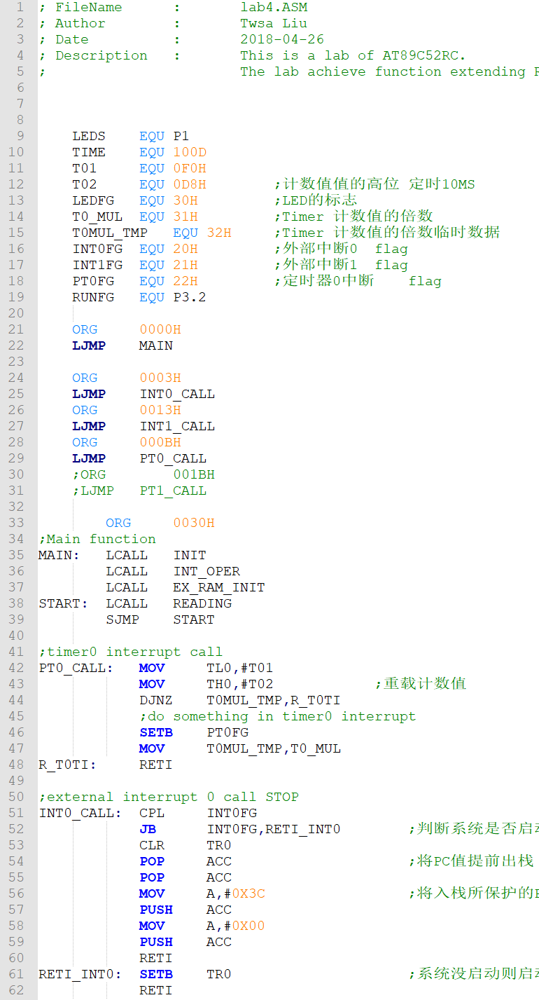 1 ; FileName : lab4.ASM
2 ; Author : Twsa Liu
3 ; Date : 2018-04-26
4 ; Description : This is a lab of AT89C52RC.
5 ; The lab achieve function extending
6
7
8
9 LEDS EQU P1
10 TIME EQU 100D
11 T01 EQU 0F0H
12 T02 EQU 0D8H ;计数值值的高位 定时10MS
13 LEDFG EQU 30H ;LED的标志
14 T0_MUL EQU 31H ;Timer 计数值的倍数
15 T0MUL_TMP EQU 32H ;Timer 计数值的倍数临时数据
16 INT0FG EQU 20H ;外部中断0 flag
17 INT1FG EQU 21H ;外部中断1 flag
18 PT0FG EQU 22H ;定时器0中断 flag
19 RUNFG EQU P3.2
20
21 ORG 0000H
22 LJMP MAIN
23
24 ORG 0003H
25 LJMP INT0_CALL
26 ORG 0013H
27 LJMP INT1_CALL
28 ORG 000BH
29 LJMP PT0_CALL
30 ;ORG 001BH
31 ;LJMP PT1_CALL
32
33 ORG 0030H
34 ;Main function
35 MAIN: LCALL INIT
36 LCALL INT_OPER
37 LCALL EX_RAM_INIT
38 START: LCALL READING
39 SJMP START
40
41 ;timer0 interrupt call
42 PT0_CALL: MOV TL0,#T01
43 MOV TH0,#T02 ;重载计数值
44 DJNZ T0MUL_TMP,R_T0TI
45 ;do something in timer0 interrupt
46 SETB PT0FG
47 MOV T0MUL_TMP,T0_MUL
48 R_T0TI: RETI
49
50 ;external interrupt 0 call STOP
51 INT0_CALL: CPL INT0FG
52 JB INT0FG,RETI_INT0 ;判断系统是否启
53 CLR TR0
54 POP ACC ;将PC值提前出栈
55 POP ACC
56 MOV A,#0X3C ;将入栈所保护的
57 PUSH ACC
58 MOV A,#0X00
59 PUSH ACC
60 RETI
61 RETI_INT0: SETB TR0 ;系统没启动则启
62 RETI